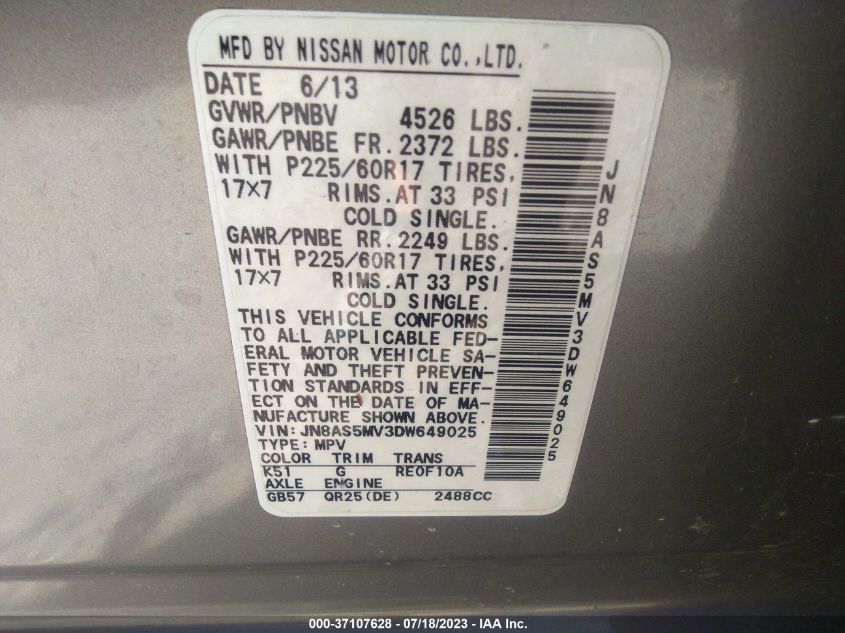 MFD BY NISSAN MOTOR CO.,LTD.
DATE 6/13
GVWR/PNBV 4526 LBS.
GAWR/PNBE FR. 2372 LBS.
WITH P225/60R17 TIRES,
17×7 RIMS.AT 33 PSI
COLD SINGLE.
GAWR/PNBE RR. 2249 LBS.
WITH P225/60R17 TIRES,
17×7 RIMS.AT 33 PSI
COLD SINGLE.
THIS VEHICLE CONFORMS
TO ALL APPLICABLE FED-
ERAL MOTOR VEHICLE SA-
FETY AND THEFT PREVEN-
TION STANDARDS IN EFF-
ECT ON THE DATE OF MA-
NUFACTURE SHOWN ABOVE.
VIN: JN8AS5MV3DW649025
TYPE: MPV
COLOR TRIM TRANS
K51 G RE0F10A
AXLE ENGINE
GB57 QR25(DE) 2488CC
JN8AS5MV3DW649025
000-37107628 - 07/18/2023 - IAA Inc.